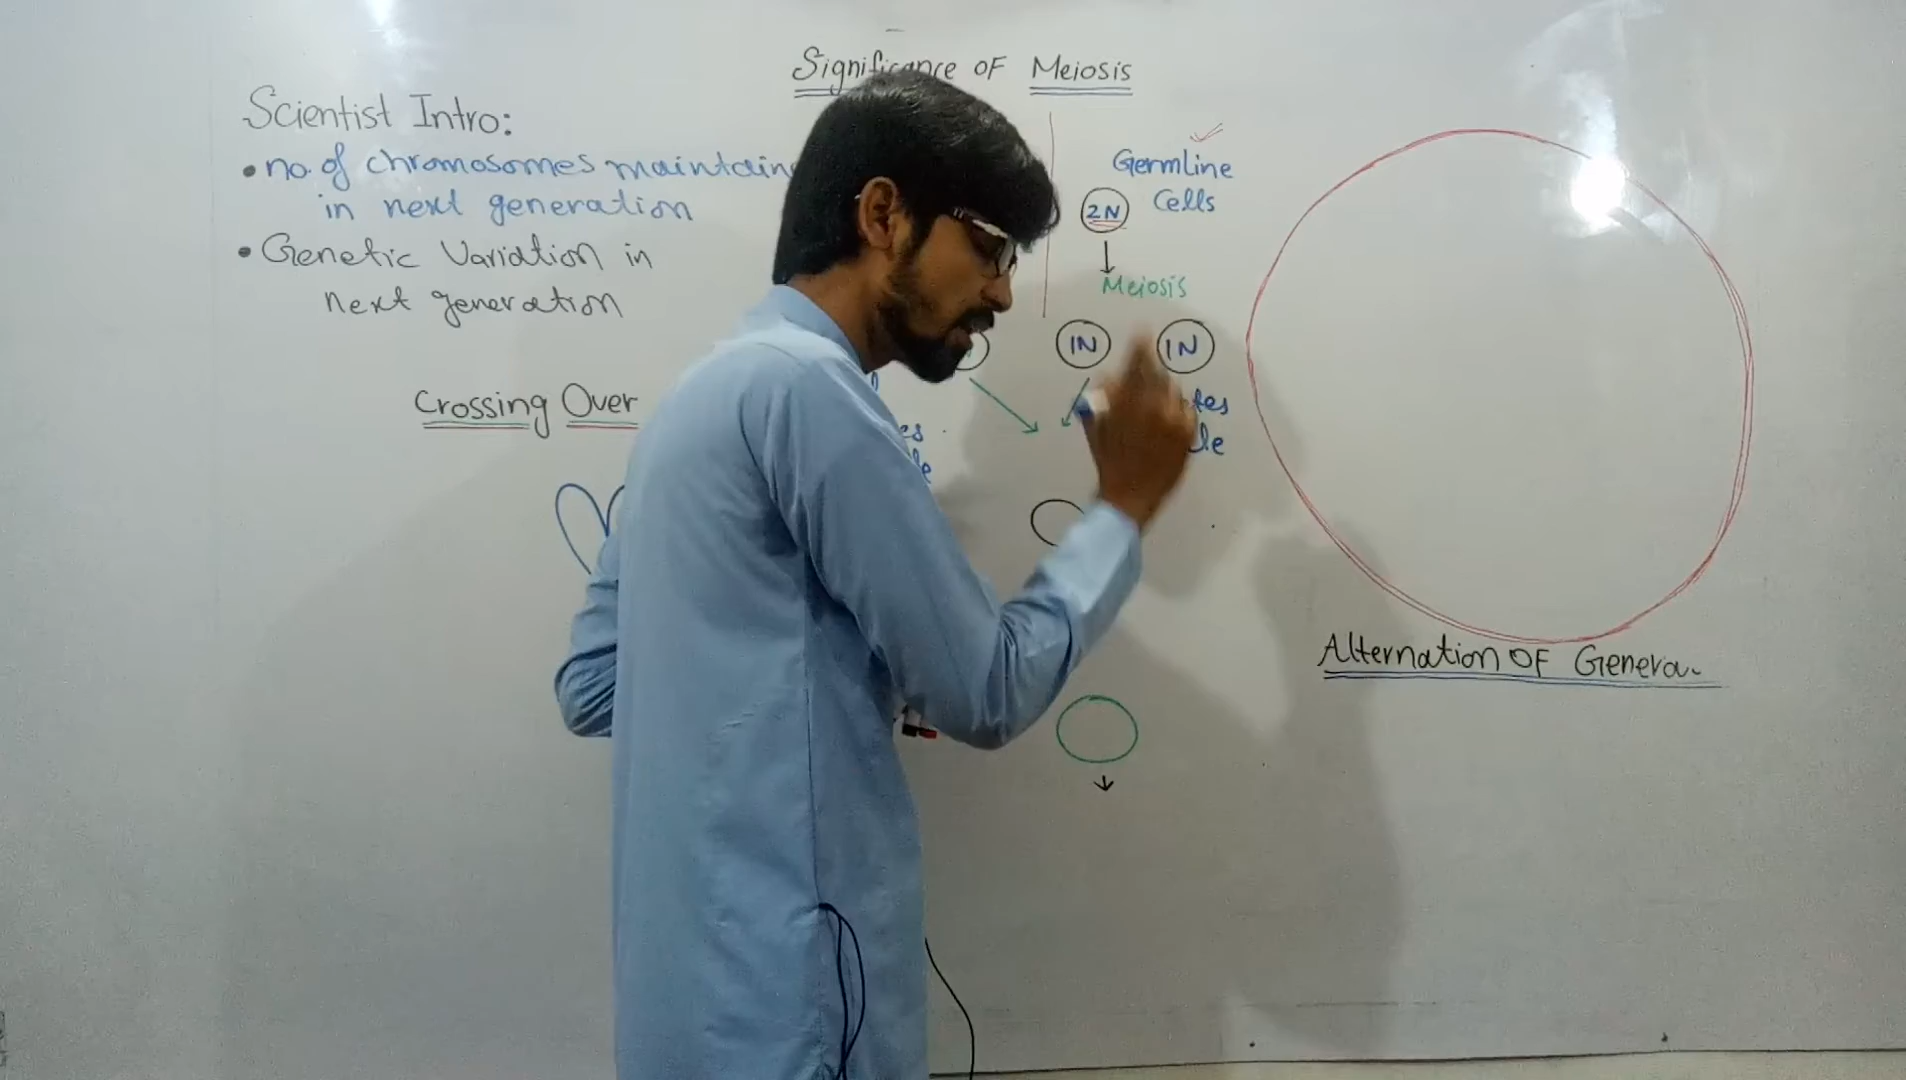 Significance OF Meiosis
Scientist Intro:
• no. of chromosomes maintain
in next generation
• Genetic Variation in
next generation
Crossing Over
Germline
Cells
2N
Meiosis
1N
1N
Alternation OF Genera